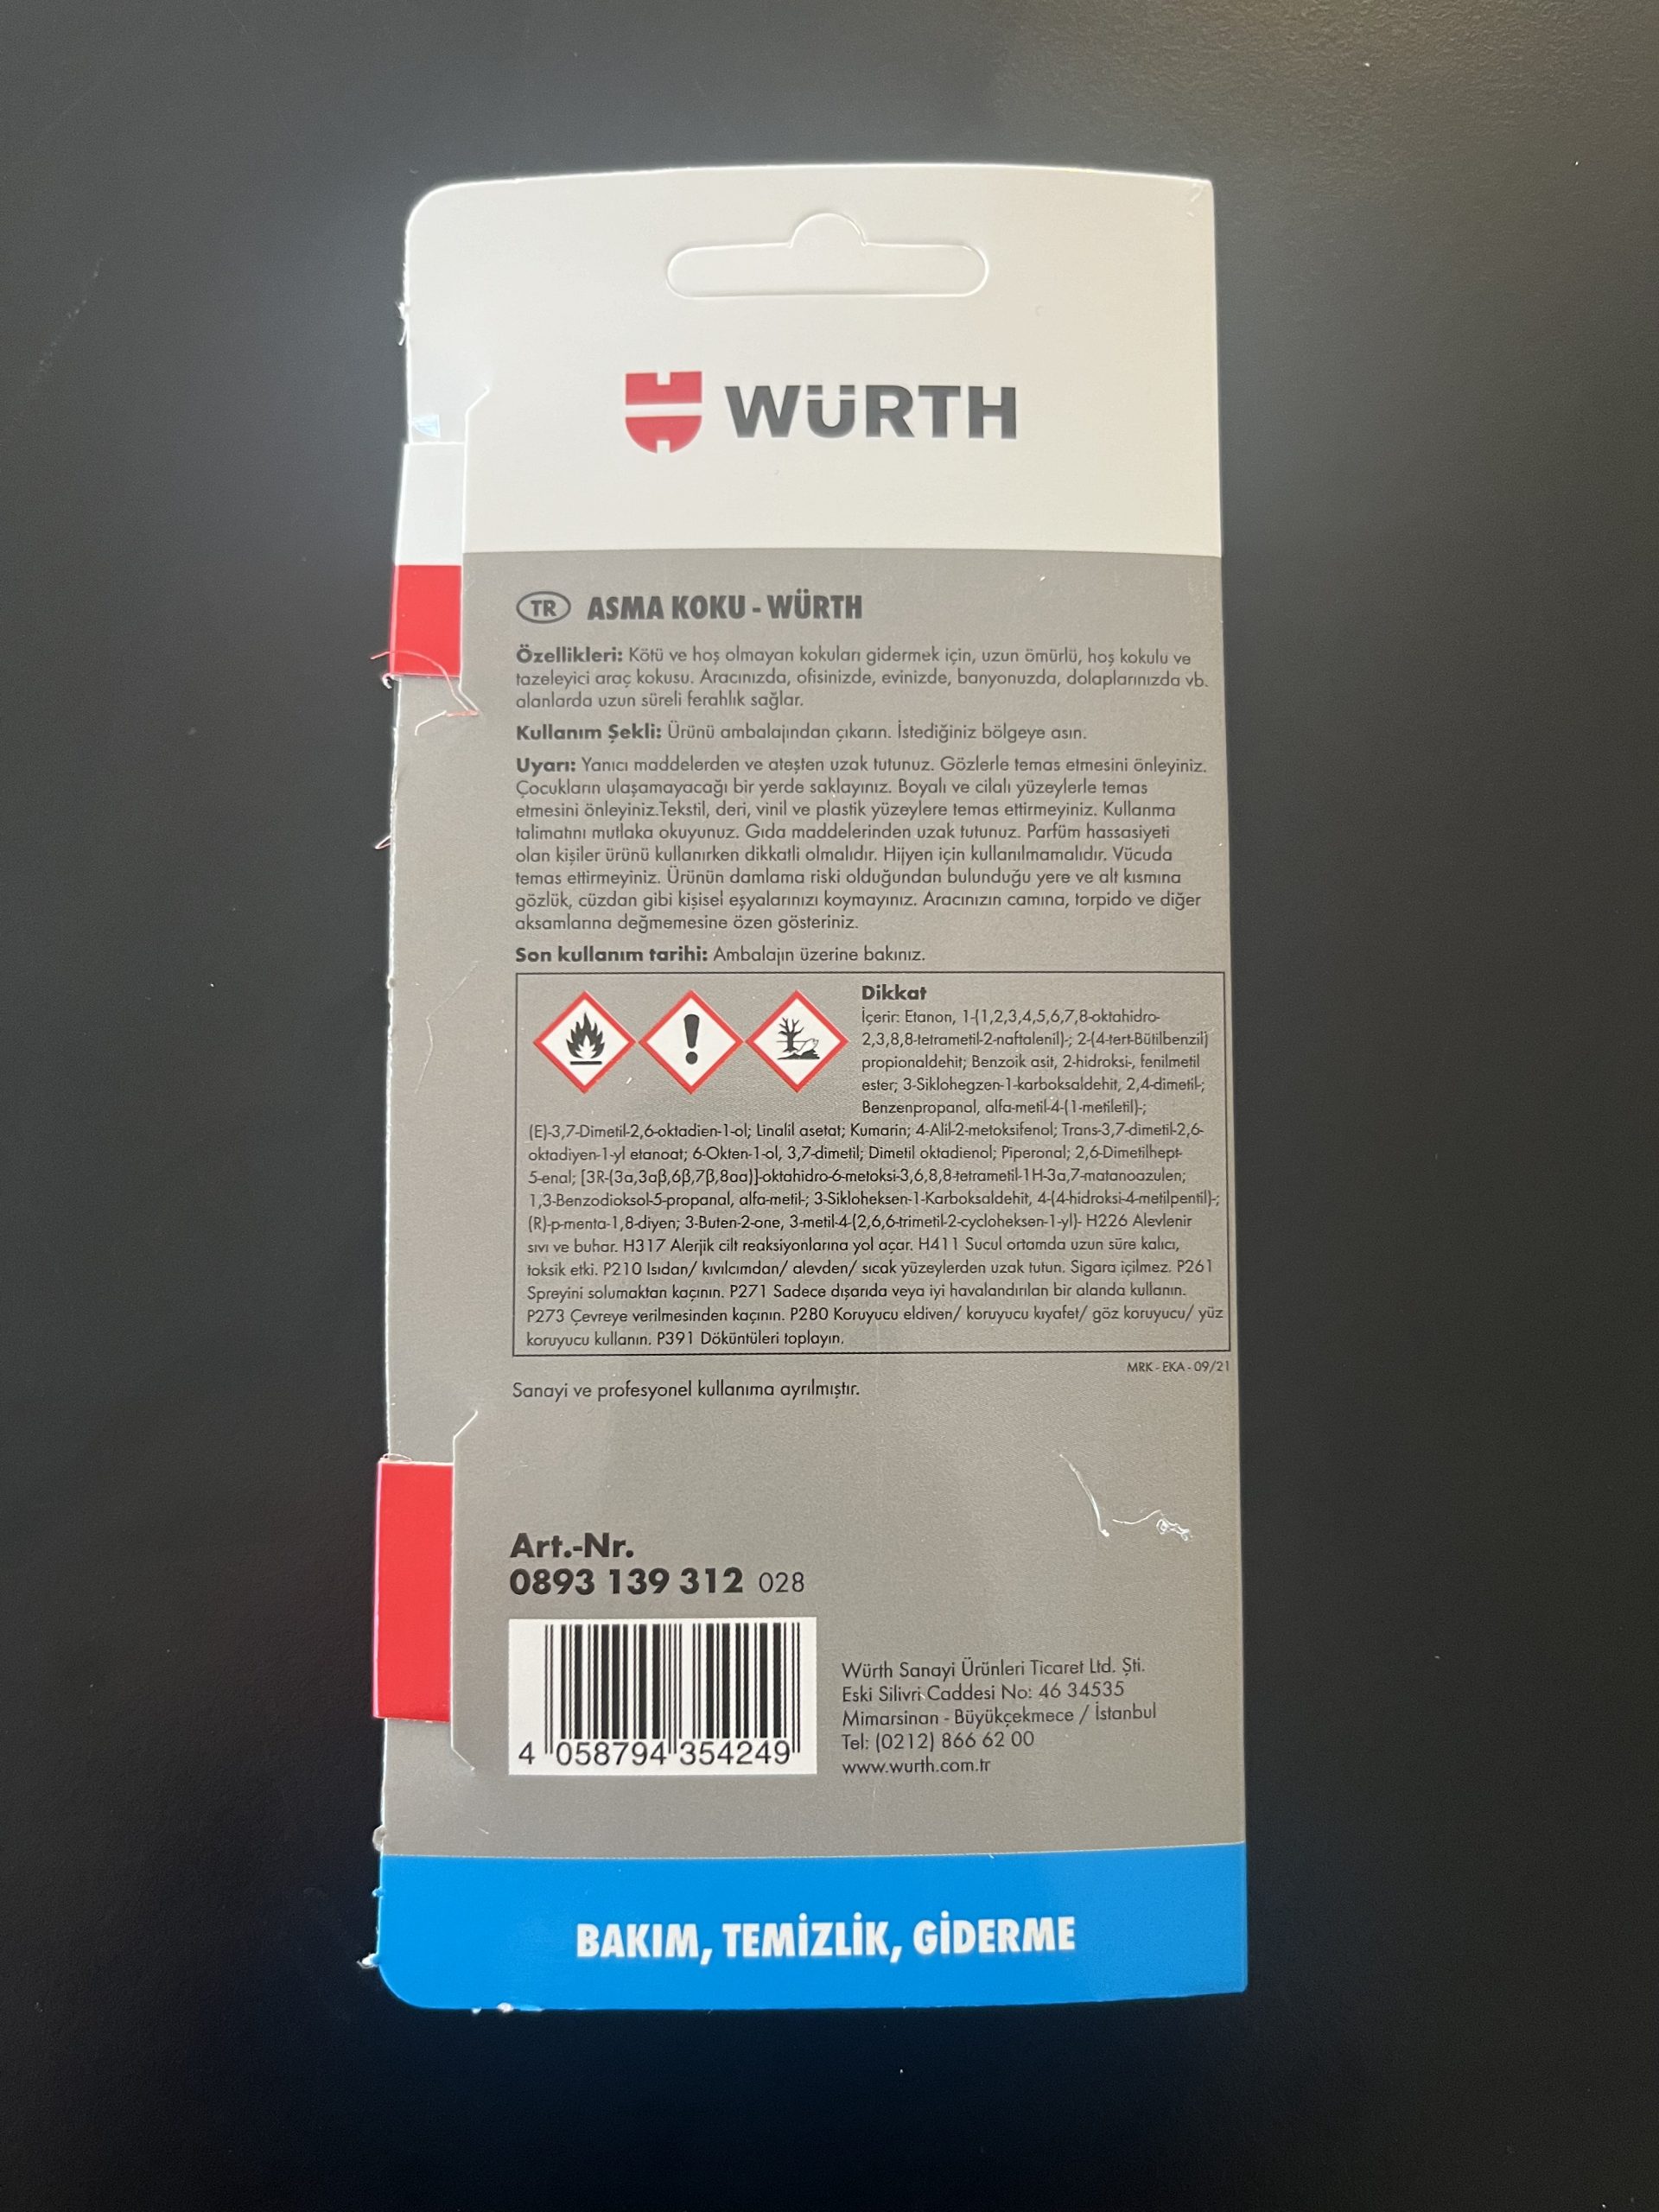 WÜRTH
TR ASMA KOKU - WÜRTH
Özellikleri: Kötü ve hoş olmayan kokuları gidermek için, uzun ömürlü, hoş kokulu ve
tazeleyici araç kokusu. Aracınızda, ofisinizde, evinizde, banyonuzda, dolaplarınızda vb.
alanlarda uzun süreli ferahlık sağlar.
Kullanım Şekli: Ürünü ambalajından çıkarın. İstediğiniz bölgeye asın.
Uyarı: Yanıcı maddelerden ve ateşten uzak tutunuz. Gözlerle temas etmesini önleyiniz.
Çocukların ulaşamayacağı bir yerde saklayınız. Boyalı ve cilalı yüzeylerle temas
etmesini önleyiniz.Tekstil, deri, vinil ve plastik yüzeylere temas ettirmeyiniz. Kullanma
talimatını mutlaka okuyunuz. Gıda maddelerinden uzak tutunuz. Parfüm hassasiyeti
olan kişiler ürünü kullanırken dikkatli olmalıdır. Hijyen için kullanılmamalıdır. Vücuda
temas ettirmeyiniz. Ürünün damlama riski olduğundan bulunduğu yere ve alt kısmına
gözlük, cüzdan gibi kişisel eşyalarınızı koymayınız. Aracınızın camına, torpido ve diğer
aksamlarına değmemesine özen gösteriniz.
Son kullanım tarihi: Ambalajın üzerine bakınız.
Dikkat
İçerir: Etanon, 1-(1,2,3,4,5,6,7,8-oktahidro-
2,3,8,8-tetrametil-2-naftalenil)-; 2-(4-tert-Bütilbenzil)
propionaldehit; Benzoik asit, 2-hidroksi-, fenilmetil
ester; 3-Siklohegzen-1-karboksaldehit, 2,4-dimetil-;
Benzenpropanal, alfa-metil-4-(1-metiletil)-;
(E)-3,7-Dimetil-2,6-oktadien-1-ol; Linalil asetat; Kumarin; 4-Alil-2-metoksifenol; Trans-3,7-dimetil-2,6-
oktadiyen-1-yl etanoat; 6-Okten-1-ol, 3,7-dimetil; Dimetil oktadienol; Piperonal; 2,6-Dimetilhept-
5-enal; [3R-(3α,3aβ,6β,7β,8aα)]-oktahidro-6-metoksi-3,6,8,8-tetrametil-1H-3a,7-matanoazulen;
1,3-Benzodioksol-5-propanal, alfa-metil-; 3-Sikloheksen-1-Karboksaldehit, 4-(4-hidroksi-4-metilpentil)-;
(R)-p-menta-1,8-diyen; 3-Buten-2-one, 3-metil-4-(2,6,6-trimetil-2-cycloheksen-1-yl)- H226 Alevlenir
sıvı ve buhar. H317 Alerjik cilt reaksiyonlarına yol açar. H411 Sucul ortamda uzun süre kalıcı,
toksik etki. P210 Isıdan/ kıvılcımdan/ alevden/ sıcak yüzeylerden uzak tutun. Sigara içilmez. P261
Spreyini solumaktan kaçının. P271 Sadece dışarıda veya iyi havalandırılan bir alanda kullanın.
P273 Çevreye verilmesinden kaçının. P280 Koruyucu eldiven/ koruyucu kıyafet/ göz koruyucu/ yüz
koruyucu kullanın. P391 Döküntüleri toplayın.
MRK - EKA - 09/21
Sanayi ve profesyonel kullanıma ayrılmıştır.
Art.-Nr.
0893 139 312 028
4 058794 354249
Würth Sanayi Ürünleri Ticaret Ltd. Şti.
Eski Silivri Caddesi No: 46 34535
Mimarsinan - Büyükçekmece / İstanbul
Tel: (0212) 866 62 00
www.wurth.com.tr
BAKIM, TEMİZLİK, GİDERME